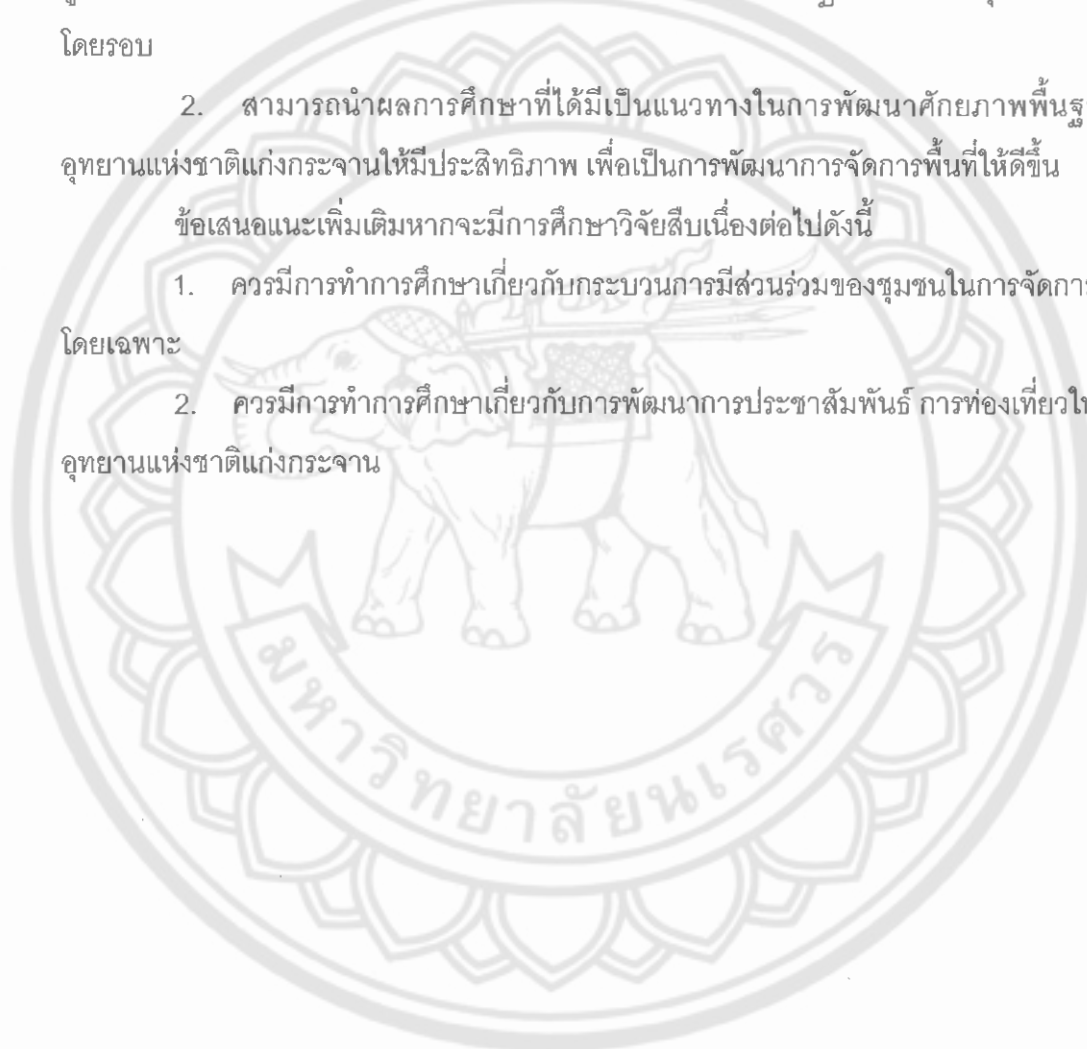 โดยรอบ
2. สามารถนำผลการศึกษาที่ได้มีเป็นแนวทางในการพัฒนาศักยภาพพื้นฐ
อุทยานแห่งชาติแก่งกระจานให้มีประสิทธิภาพ เพื่อเป็นการพัฒนาการจัดการพื้นที่ให้ดีขึ้น
ข้อเสนอแนะเพิ่มเติมหากจะมีการศึกษาวิจัยสืบเนื่องต่อไปดังนี้
1. ควรมีการทำการศึกษาเกี่ยวกับกระบวนการมีส่วนร่วมของชุมชนในการจัดการ
โดยเฉพาะ
2. ควรมีการทำการศึกษาเกี่ยวกับการพัฒนาการประชาสัมพันธ์ การท่องเที่ยวใน
อุทยานแห่งชาติแก่งกระจาน
มหาวิทยาลัยนเรศวร